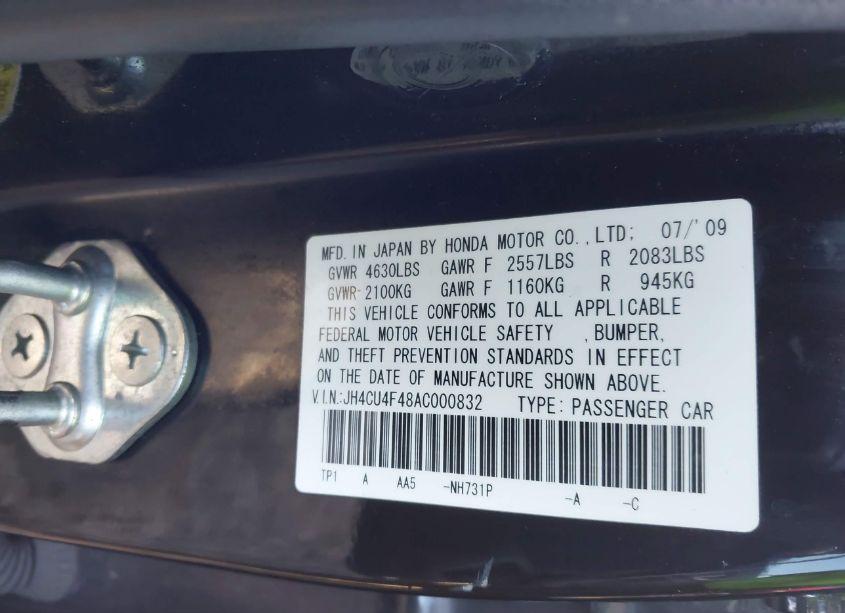 MFD. IN JAPAN BY HONDA MOTOR CO.,LTD; 07/'09
GVWR 4630LBS GAWR F 2557LBS R 2083LBS
GVWR 2100KG GAWR F 1160KG R 945KG
THIS VEHICLE CONFORMS TO ALL APPLICABLE
FEDERAL MOTOR VEHICLE SAFETY , BUMPER,
AND THEFT PREVENTION STANDARDS IN EFFECT
ON THE DATE OF MANUFACTURE SHOWN ABOVE.
V.I.N.:JH4CU4F48AC000832 TYPE: PASSENGER CAR
TP1 A AA5 -NH731P -A -C